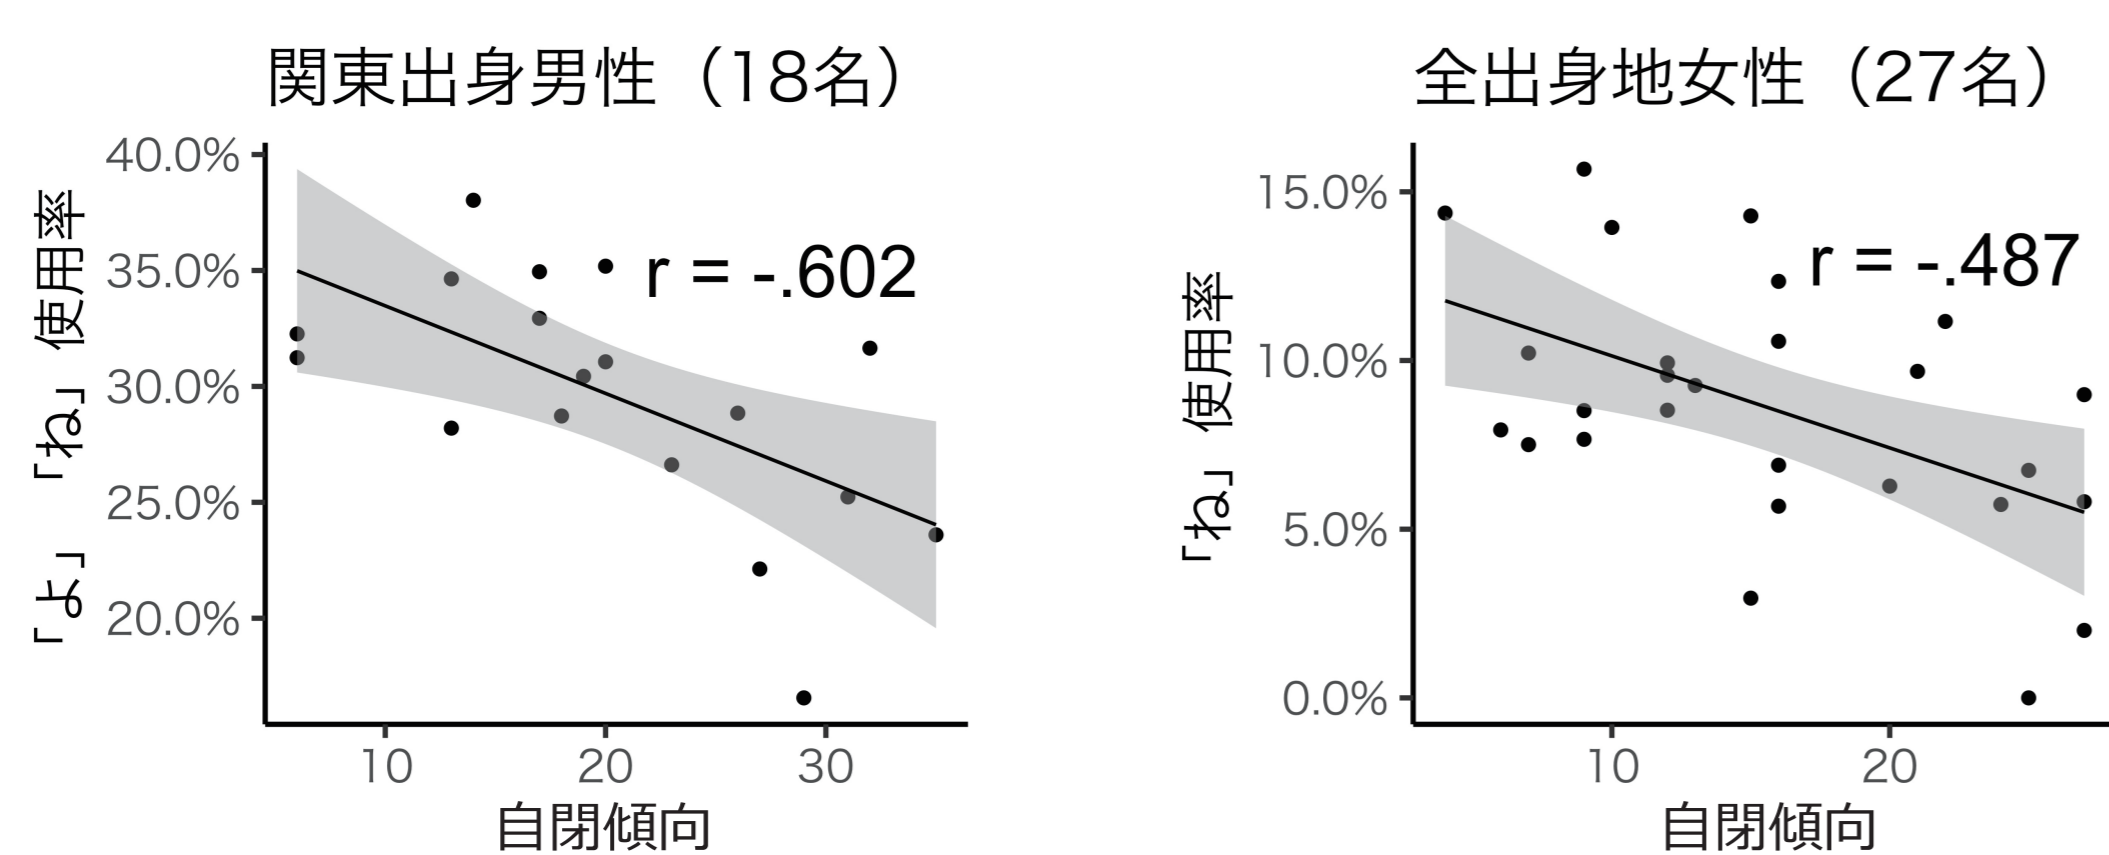 関東出身男性（18名）
「よ」「ね」使用率
40.0%
35.0%
30.0%
25.0%
20.0%
r = -.602
10 20 30
自閉傾向
全出身地女性（27名）
「ね」使用率
15.0%
10.0%
5.0%
0.0%
r = -.487
10 20
自閉傾向